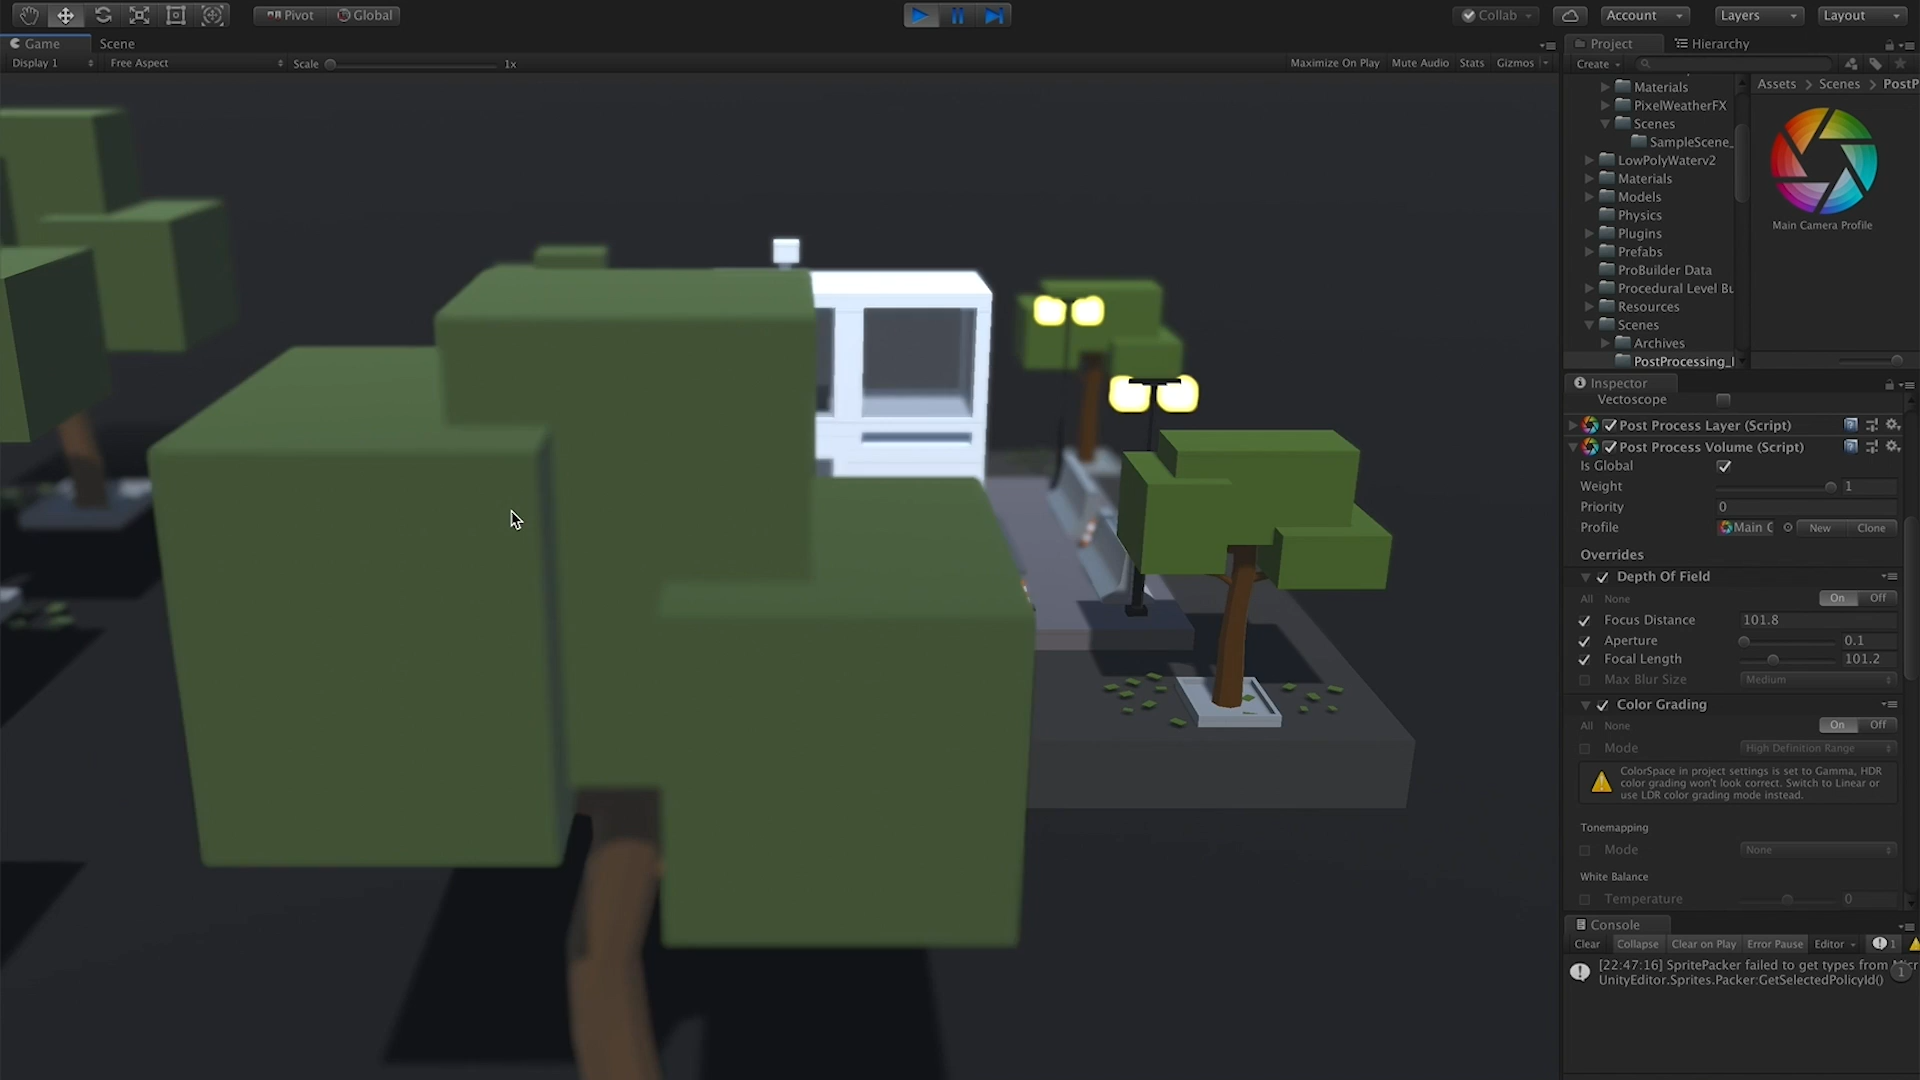 Pivot Global Collab Account Layers Layout
Game Scene
Display 1 Free Aspect Scale 1x Maximize On Play Mute Audio Stats Gizmos
Project Hierarchy
Create
Materials
PixelWeatherFX
Scenes
SampleScene_
LowPolyWaterv2
Materials
Models
Physics
Plugins
Prefabs
ProBuilder Data
Procedural Level Bu
Resources
Scenes
Archives
PostProcessing_
Assets > Scenes > PostP
Main Camera Profile
Inspector
Vectoscope
Post Process Layer (Script)
Post Process Volume (Script)
Is Global
Weight 1
Priority 0
Profile Main C New Clone
Overrides
Depth Of Field
All None On Off
Focus Distance 101.8
Aperture 0.1
Focal Length 101.2
Max Blur Size Medium
Color Grading
All None On Off
Mode High Definition Range
ColorSpace in project settings is set to Gamma, HDR
color grading won't look correct. Switch to Linear or
use LDR color grading mode instead.
Tonemapping
Mode None
White Balance
Temperature 0
Console
Clear Collapse Clear on Play Error Pause Editor 1
[22:47:16] SpritePacker failed to get types from Micr
UnityEditor.Sprites.Packer:GetSelectedPolicyId() 1